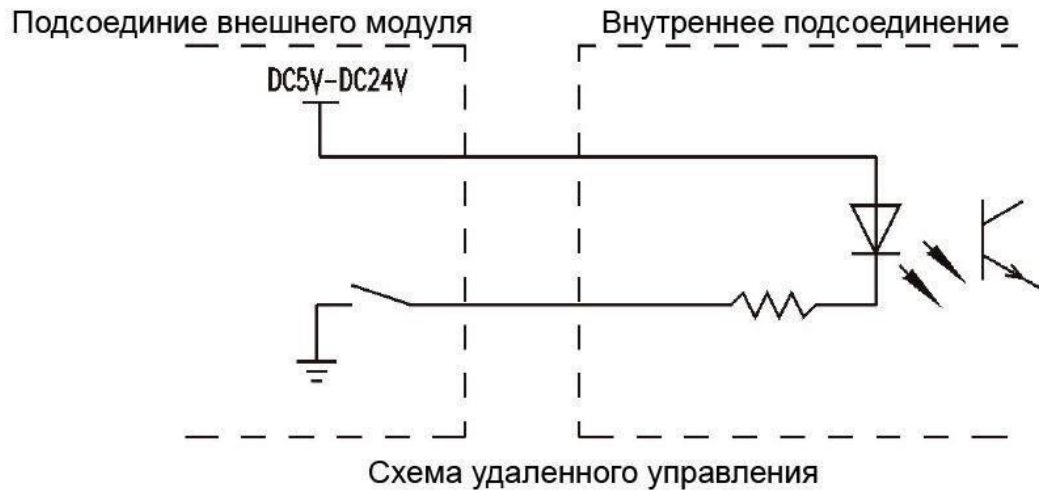 Подсоединие внешнего модуля
Внутреннее подсоединение
DC5V-DC24V
Схема удаленного управления